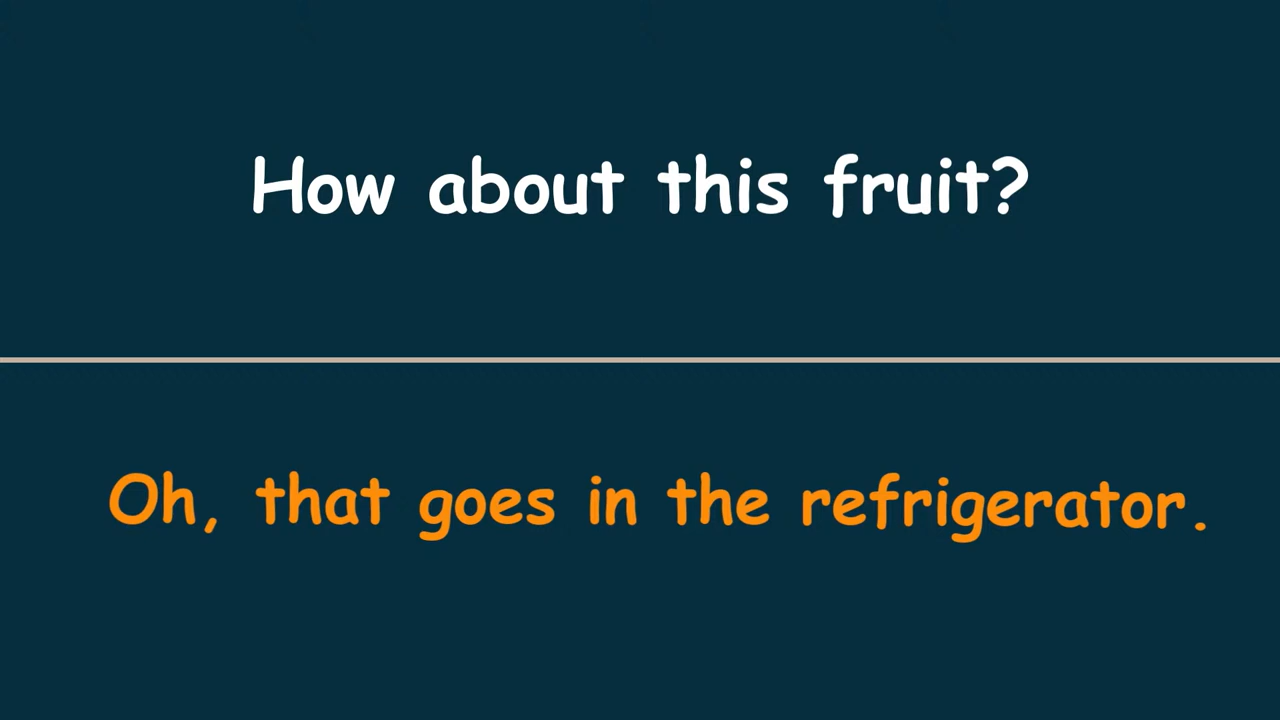 How about this fruit?
Oh, that goes in the refrigerator.